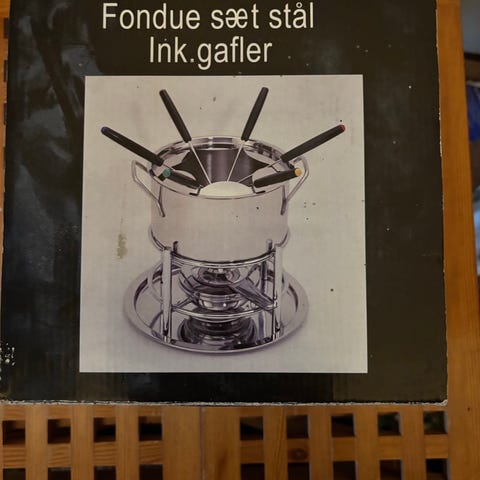 Fondue sæt stål
Ink.gafler